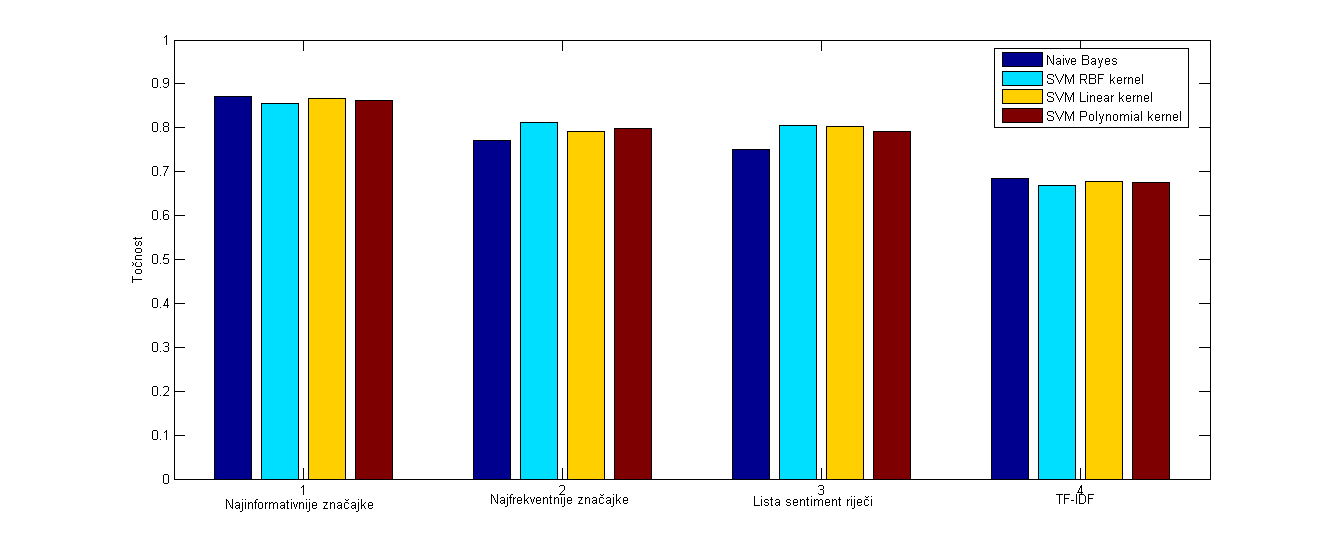 1
0.9
0.8
0.7
0.6
0.5
0.4
0.3
0.2
0.1
0
Točnost
Naive Bayes
SVM RBF kernel
SVM Linear kernel
SVM Polynomial kernel
1
2
3
4
Najinformativnije značajke
Najfrekventnije značajke
Lista sentiment riječi
TF-IDF